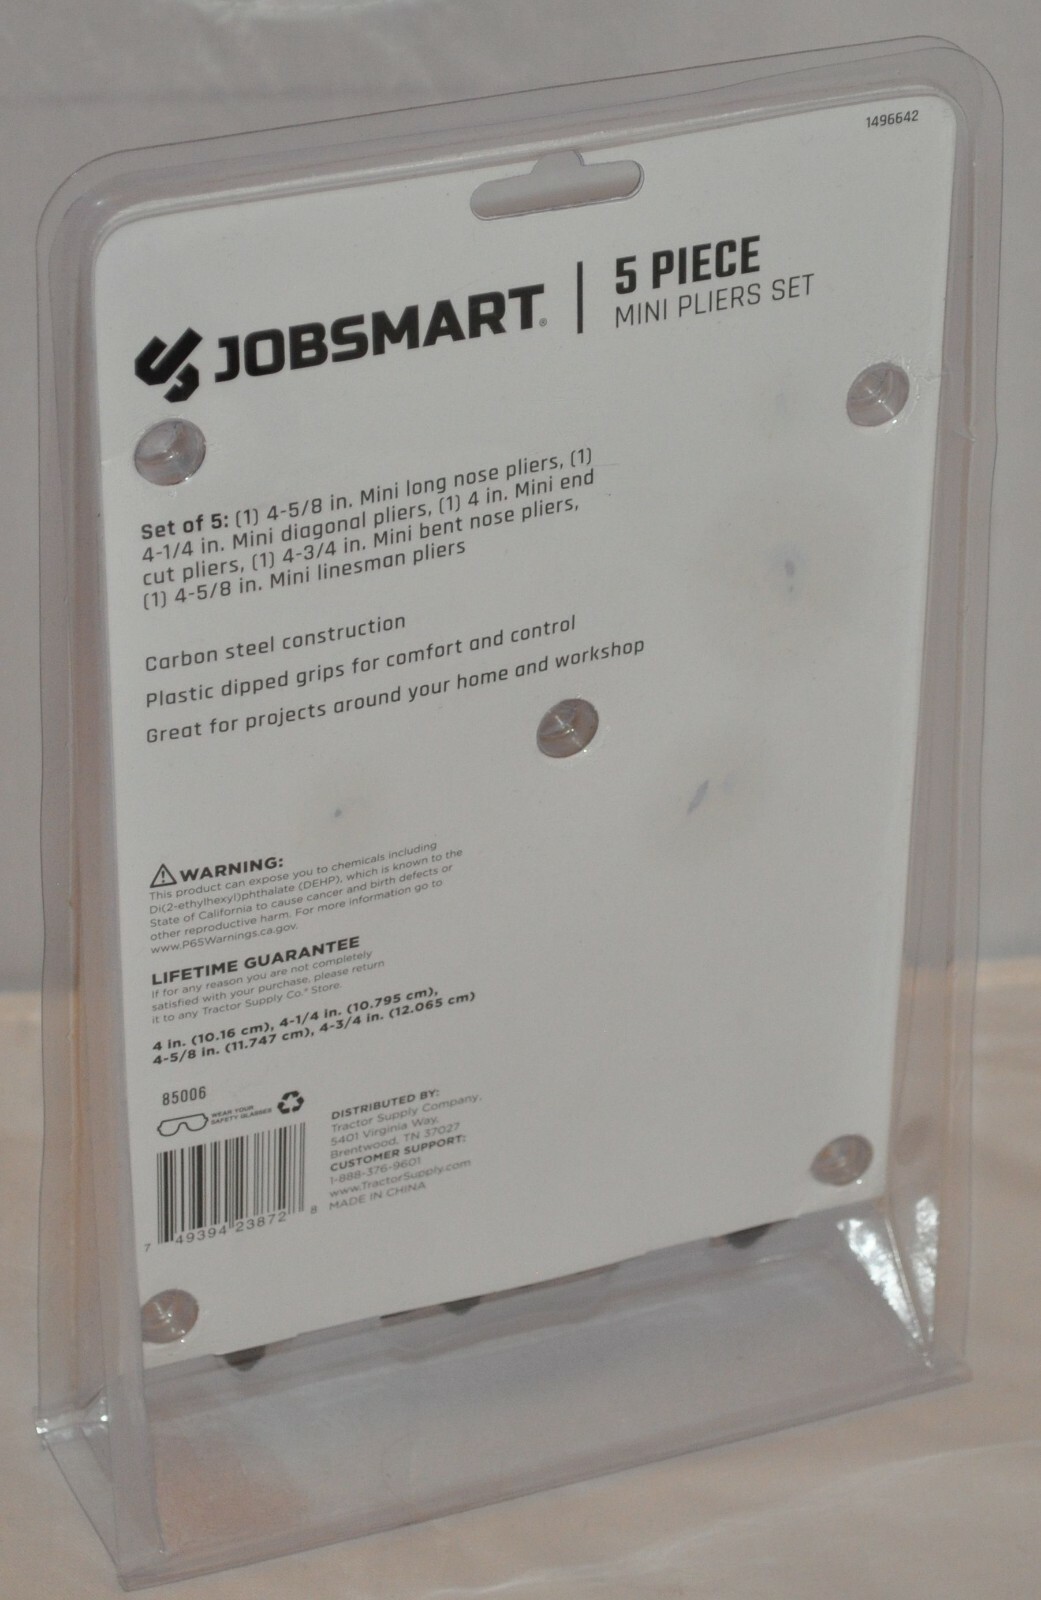 1496642
JOBSMART®
5 PIECE
MINI PLIERS SET
Set of 5: (1) 4-5/8 in. Mini long nose pliers, (1)
4-1/4 in. Mini diagonal pliers, (1) 4 in. Mini end
cut pliers, (1) 4-3/4 in. Mini bent nose pliers,
(1) 4-5/8 in. Mini linesman pliers
Carbon steel construction
Plastic dipped grips for comfort and control
Great for projects around your home and workshop
WARNING:
This product can expose you to chemicals including
Di(2-ethylhexyl)phthalate (DEHP), which is known to the
State of California to cause cancer and birth defects or
other reproductive harm. For more information go to
www.P65Warnings.ca.gov.
LIFETIME GUARANTEE
If for any reason you are not completely
satisfied with your purchase, please return
it to any Tractor Supply Co.® Store.
4 in. (10.16 cm), 4-1/4 in. (10.795 cm),
4-5/8 in. (11.747 cm), 4-3/4 in. (12.065 cm)
85006
WEAR YOUR
SAFETY GLASSES
7 49394 23872 8
DISTRIBUTED BY:
Tractor Supply Company,
5401 Virginia Way,
Brentwood, TN 37027
CUSTOMER SUPPORT:
1-888-376-9601
www.TractorSupply.com
MADE IN CHINA